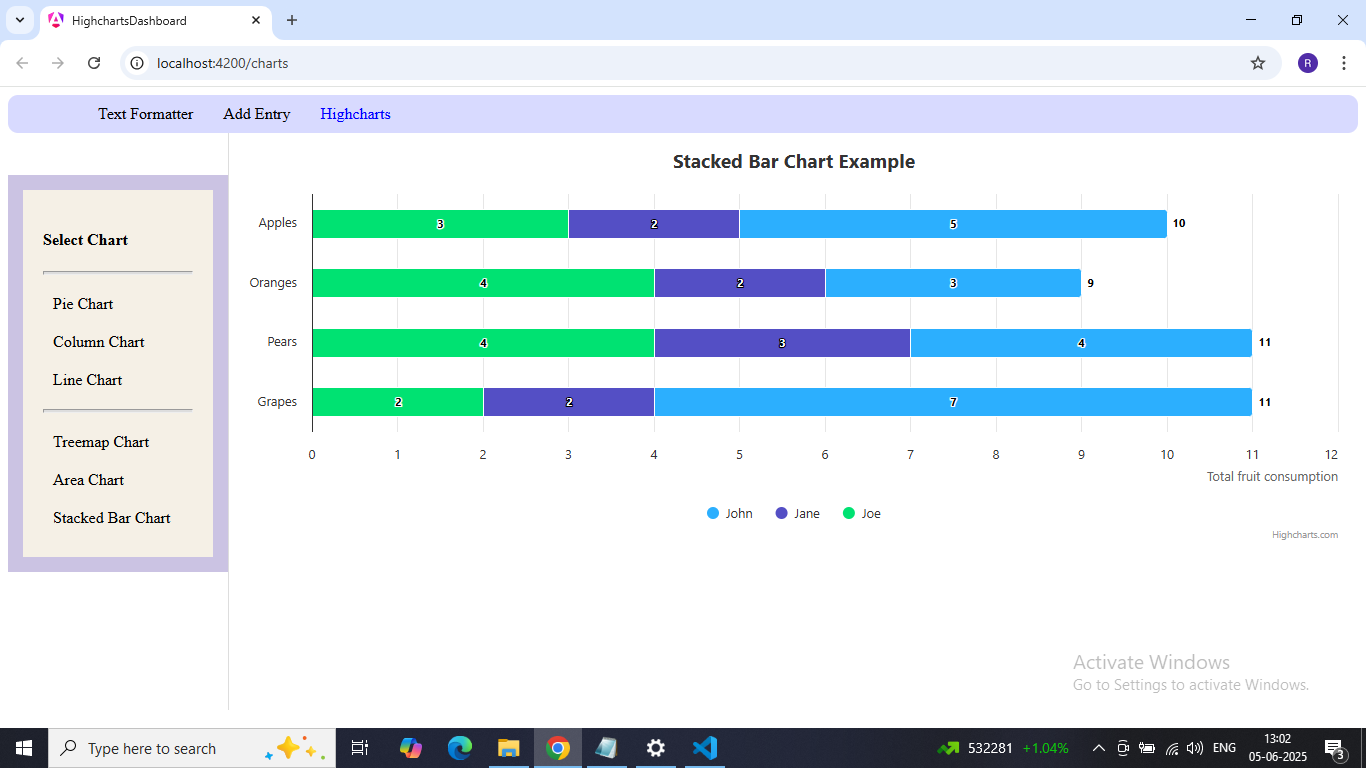 HighchartsDashboard
localhost:4200/charts
R
Text Formatter Add Entry Highcharts
Select Chart
Pie Chart
Column Chart
Line Chart
Treemap Chart
Area Chart
Stacked Bar Chart
Stacked Bar Chart Example
Apples 3 2 5 10
Oranges 4 2 3 9
Pears 4 3 4 11
Grapes 2 2 7 11
0 1 2 3 4 5 6 7 8 9 10 11 12
Total fruit consumption
John Jane Joe
Highcharts.com
Activate Windows
Go to Settings to activate Windows.
Type here to search
532281 +1.04%
ENG
13:02
05-06-2025
3